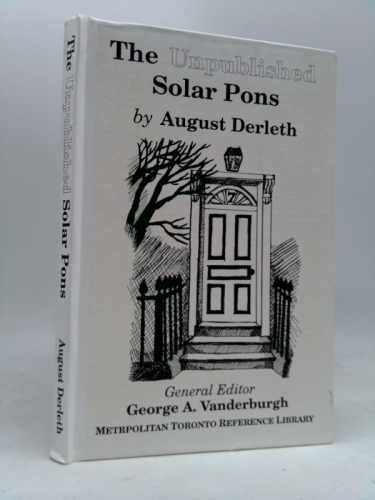 The Unpublished
Solar Pons
by August Derleth
7
General Editor
George A. Vanderburgh
METRPOLITAN TORONTO REFERENCE LIBRARY
The Unpublished Solar Pons
August Derleth